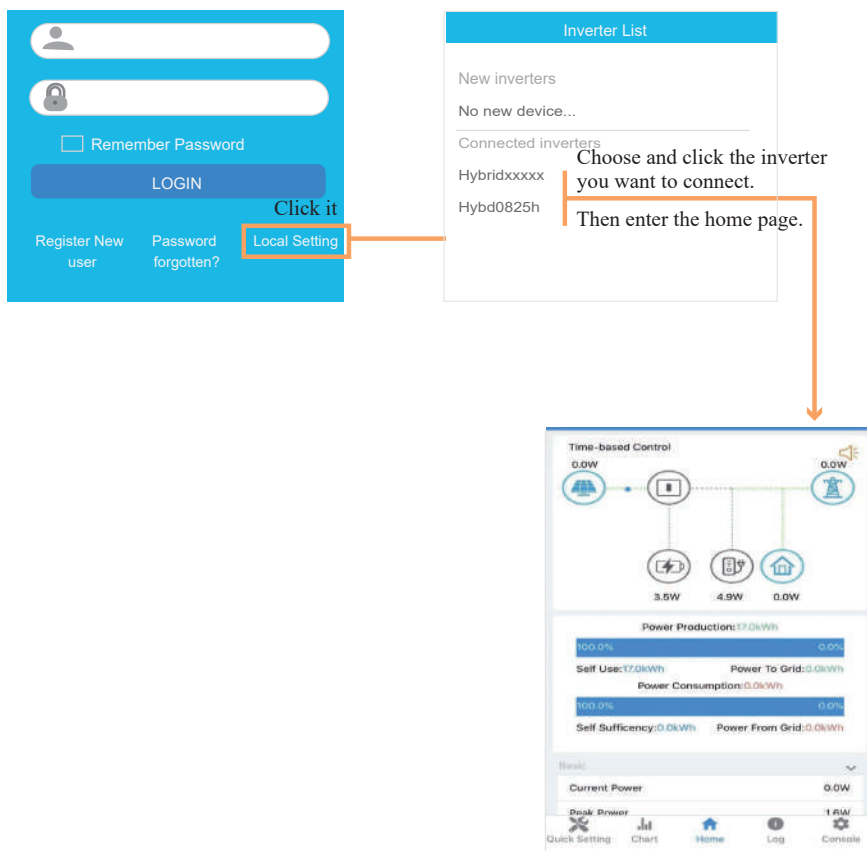 Remember Password
LOGIN
Click it
Register New user
Password forgotten?
Local Setting
Inverter List
New inverters
No new device...
Connected inverters
Hybridxxxxx
Hybd0825h
Choose and click the inverter
you want to connect.
Then enter the home page.
Time-based Control
0.0W
0.0W
3.5W 4.9W 0.0W
Power Production:17.0kWh
100.0% 0.0%
Self Use:17.0kWh Power To Grid:0.0kWh
Power Consumption:0.0kWh
100.0% 0.0%
Self Sufficency:0.0kWh Power From Grid:0.0kWh
Basic
Current Power 0.0W
Peak Power 1.6W
Quick Setting Chart Home Log Console